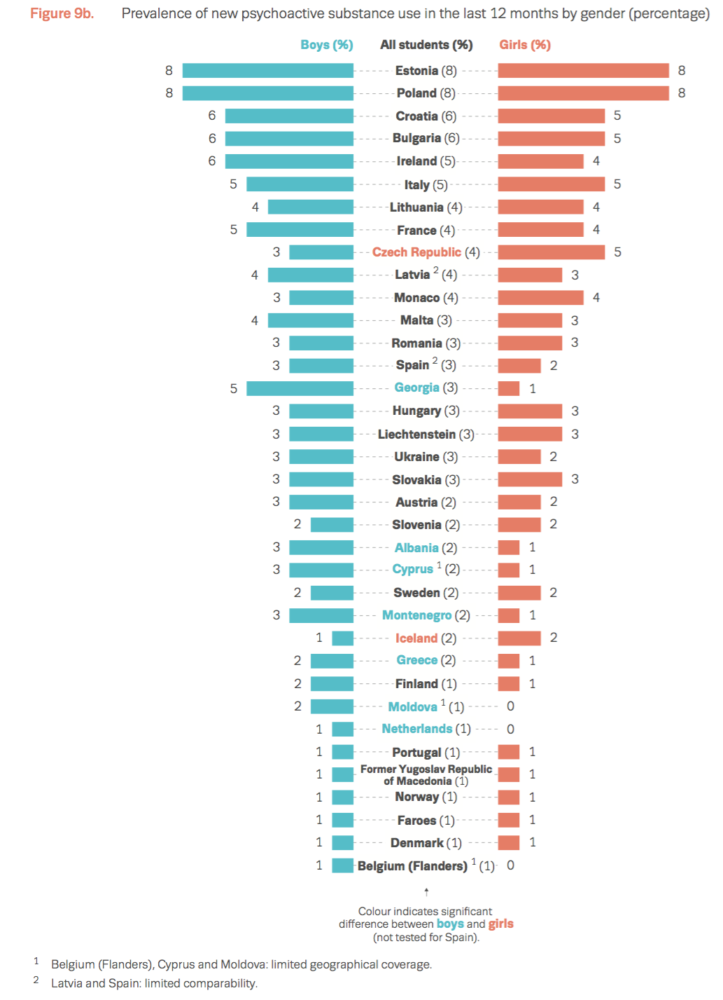 Figure 9b. Prevalence of new psychoactive substance use in the last 12 months by gender (percentage)
Boys (%) All students (%) Girls (%)
8 Estonia (8) 8
8 Poland (8) 8
6 Croatia (6) 5
6 Bulgaria (6) 5
6 Ireland (5) 4
5 Italy (5) 5
4 Lithuania (4) 4
5 France (4) 4
3 Czech Republic (4) 5
4 Latvia ² (4) 3
3 Monaco (4) 4
4 Malta (3) 3
3 Romania (3) 3
3 Spain ² (3) 2
5 Georgia (3) 1
3 Hungary (3) 3
3 Liechtenstein (3) 3
3 Ukraine (3) 2
3 Slovakia (3) 3
3 Austria (2) 2
2 Slovenia (2) 2
3 Albania (2) 1
3 Cyprus ¹ (2) 1
2 Sweden (2) 2
3 Montenegro (2) 1
1 Iceland (2) 2
2 Greece (2) 1
2 Finland (1) 1
2 Moldova ¹ (1) 0
1 Netherlands (1) 0
1 Portugal (1) 1
Former Yugoslav Republic
1 of Macedonia (1) 1
1 Norway (1) 1
1 Faroes (1) 1
1 Denmark (1) 1
1 Belgium (Flanders) ¹ (1) 0
Colour indicates significant
difference between boys and girls
(not tested for Spain).
¹ Belgium (Flanders), Cyprus and Moldova: limited geographical coverage.
² Latvia and Spain: limited comparability.